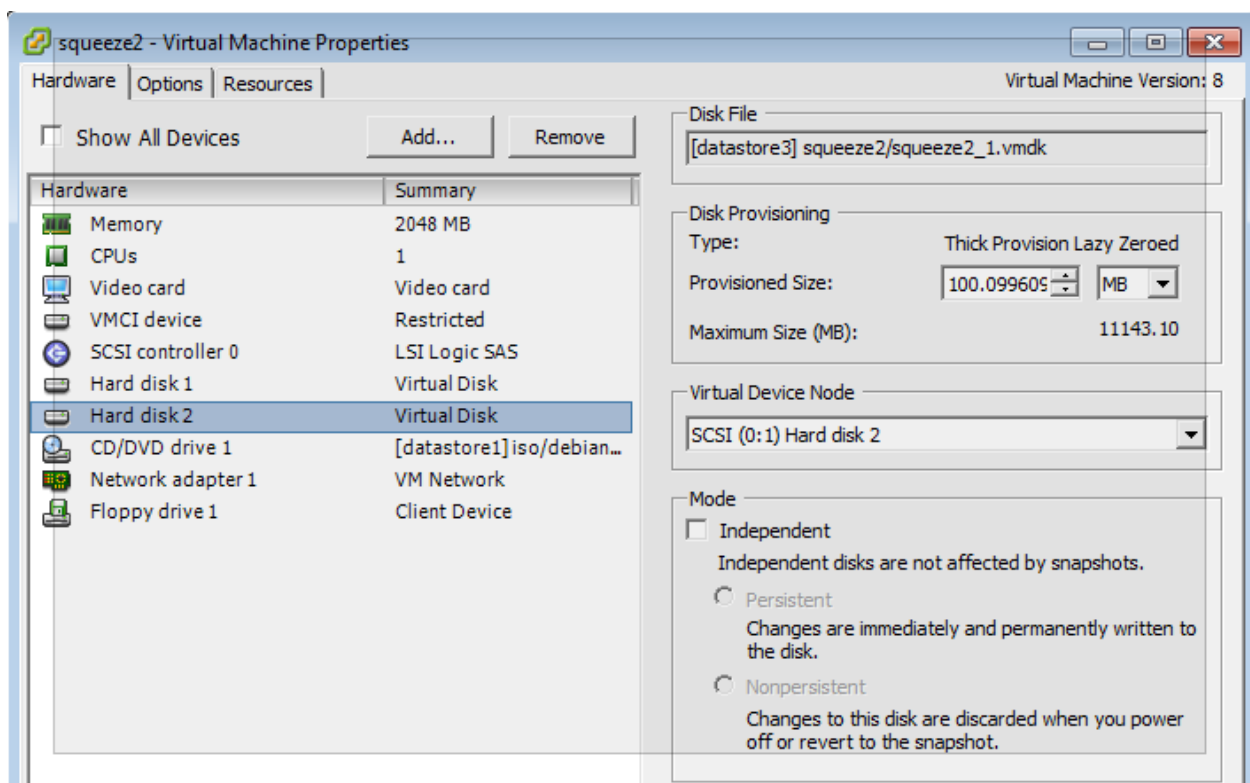 squeeze2 - Virtual Machine Properties
Hardware Options Resources Virtual Machine Version: 8
Show All Devices Add... Remove
Hardware Summary
Memory 2048 MB
CPUs 1
Video card Video card
VMCI device Restricted
SCSI controller 0 LSI Logic SAS
Hard disk 1 Virtual Disk
Hard disk 2 Virtual Disk
CD/DVD drive 1 [datastore1] iso/debian...
Network adapter 1 VM Network
Floppy drive 1 Client Device
Disk File
[datastore3] squeeze2/squeeze2_1.vmdk
Disk Provisioning
Type: Thick Provision Lazy Zeroed
Provisioned Size: 100.099609 MB
Maximum Size (MB): 11143.10
Virtual Device Node
SCSI (0:1) Hard disk 2
Mode
Independent
Independent disks are not affected by snapshots.
Persistent
Changes are immediately and permanently written to
the disk.
Nonpersistent
Changes to this disk are discarded when you power
off or revert to the snapshot.